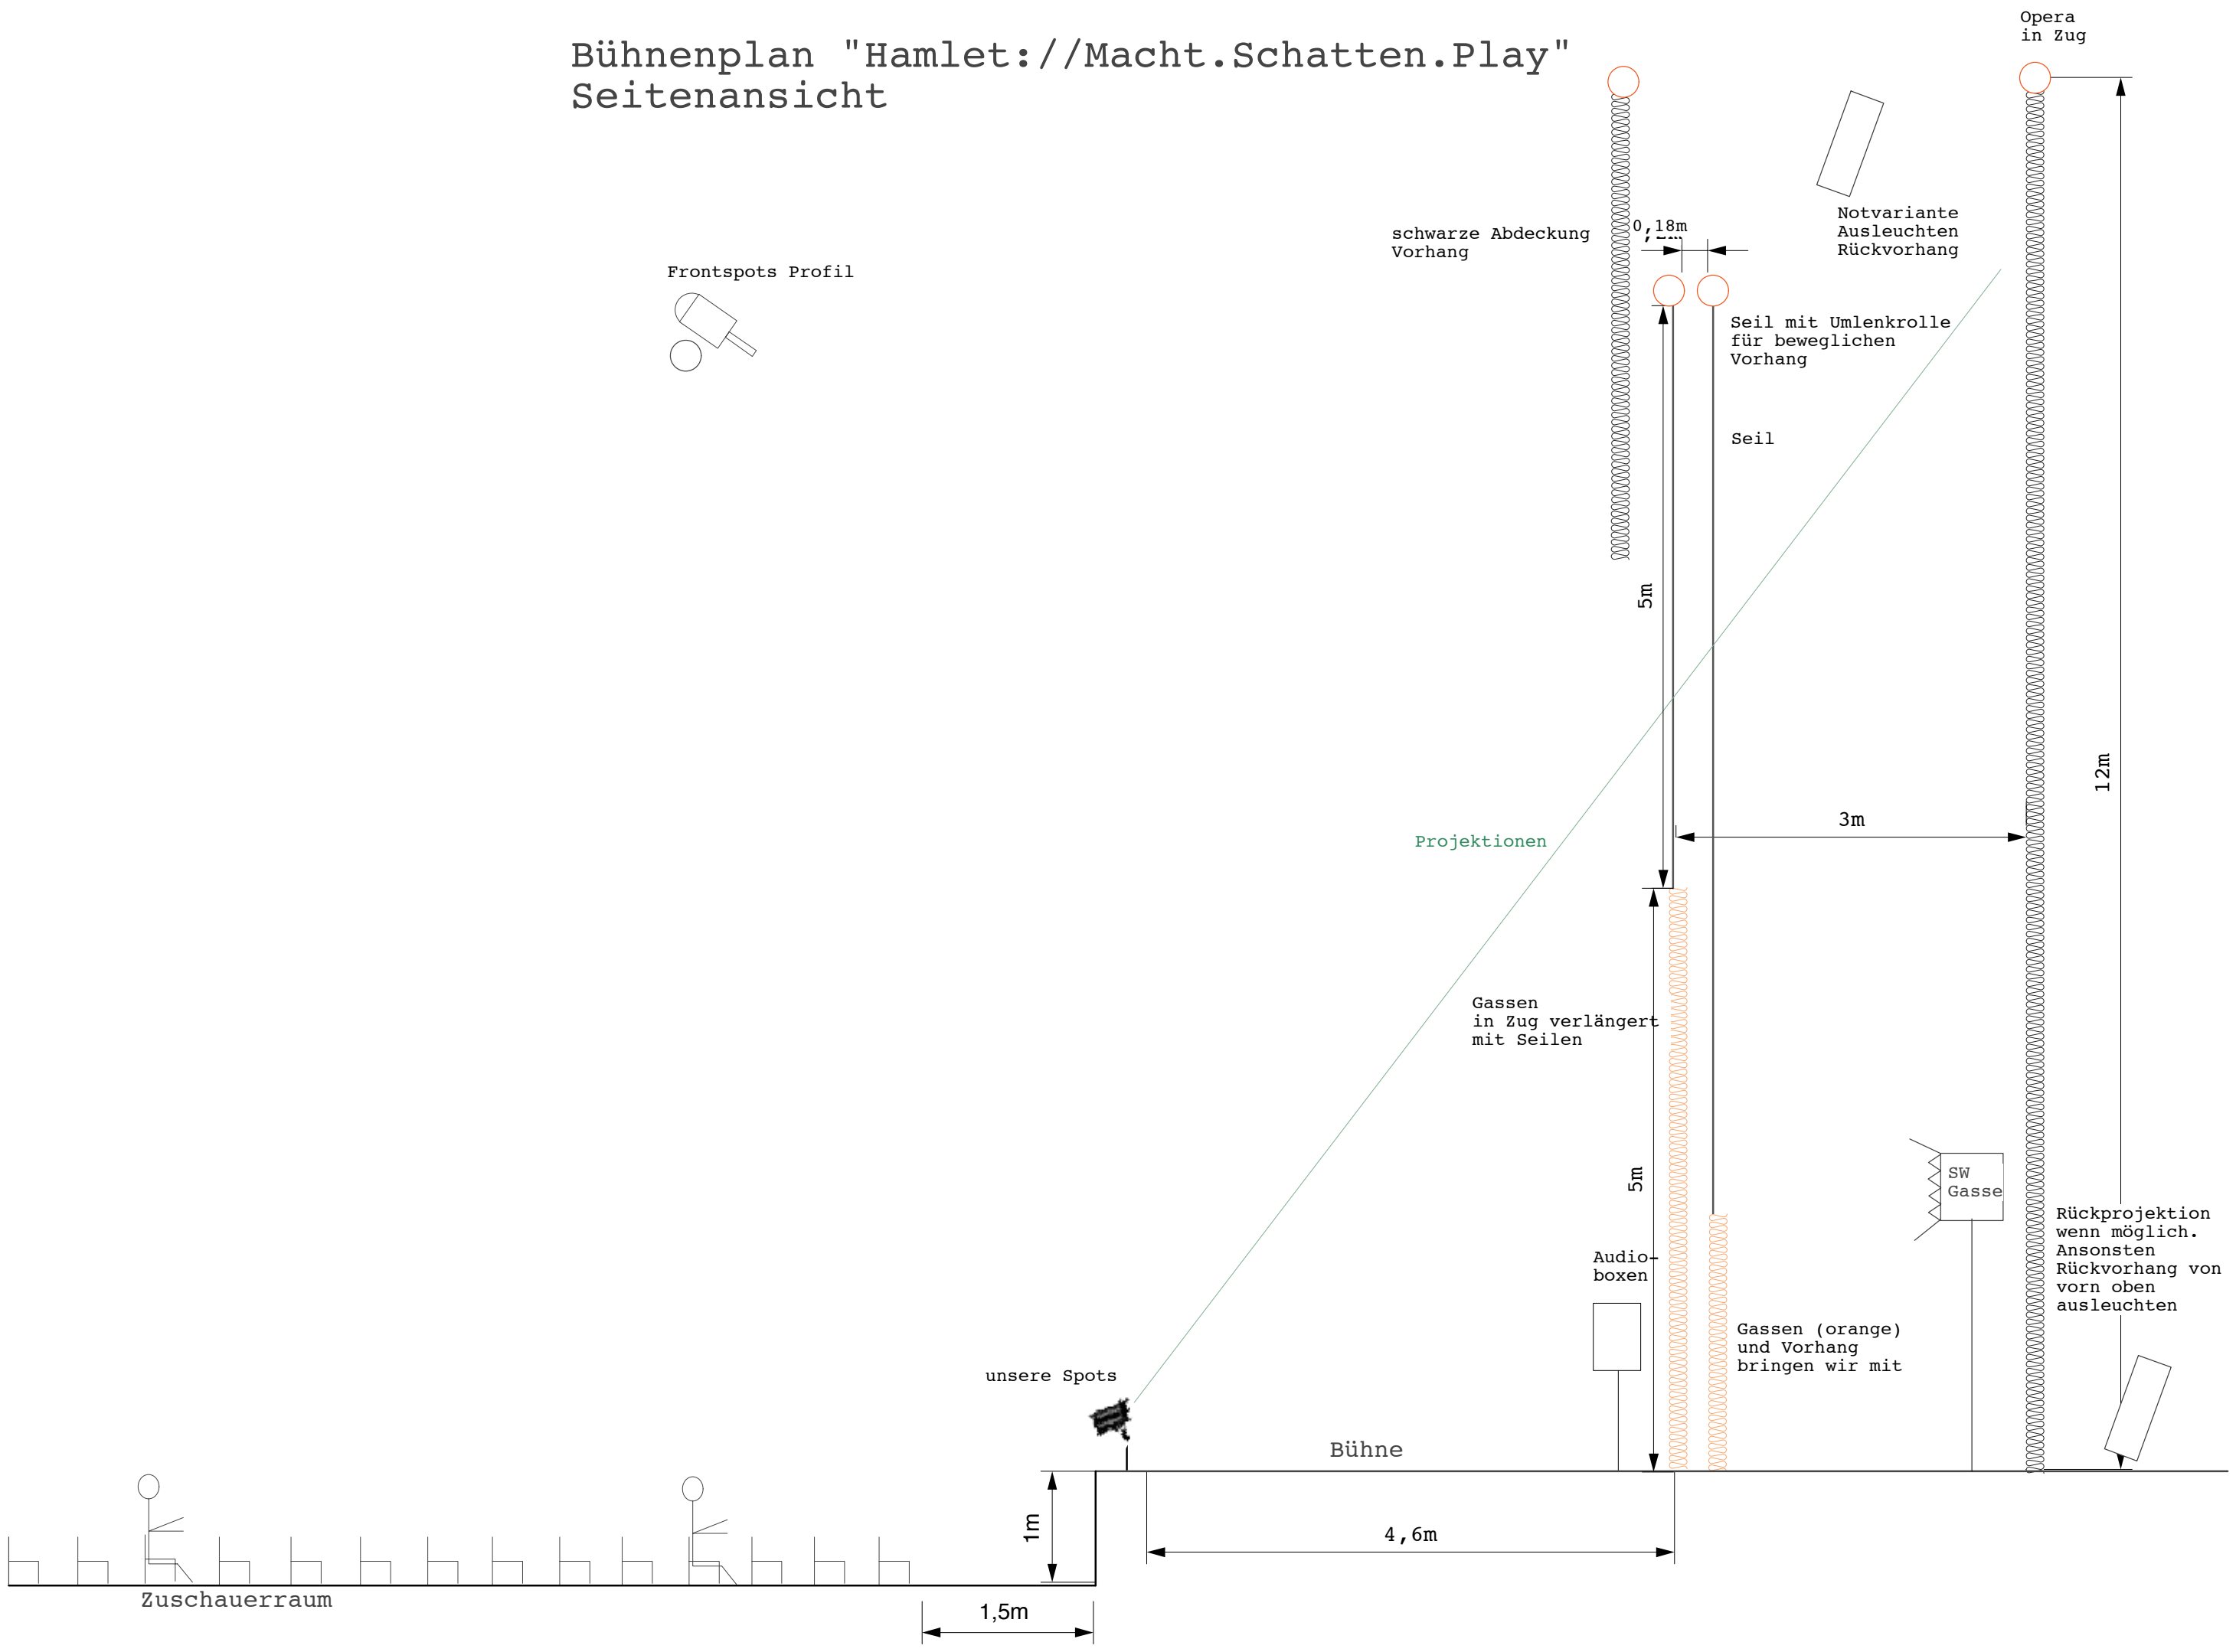 Bühnenplan "Hamlet://Macht.Schatten.Play"
Seitenansicht
Opera
in Zug
Notvariante
Ausleuchten
Rückvorhang
schwarze Abdeckung
Vorhang
0,18m
Frontspots Profil
Seil mit Umlenkrolle
für beweglichen
Vorhang
Seil
5m
12m
3m
Projektionen
Gassen
in Zug verlängert
mit Seilen
5m
SW
Gasse
Rückprojektion
wenn möglich.
Ansonsten
Rückvorhang von
vorn oben
ausleuchten
Audio-
boxen
Gassen (orange)
und Vorhang
bringen wir mit
unsere Spots
Bühne
1m
4,6m
Zuschauerraum
1,5m